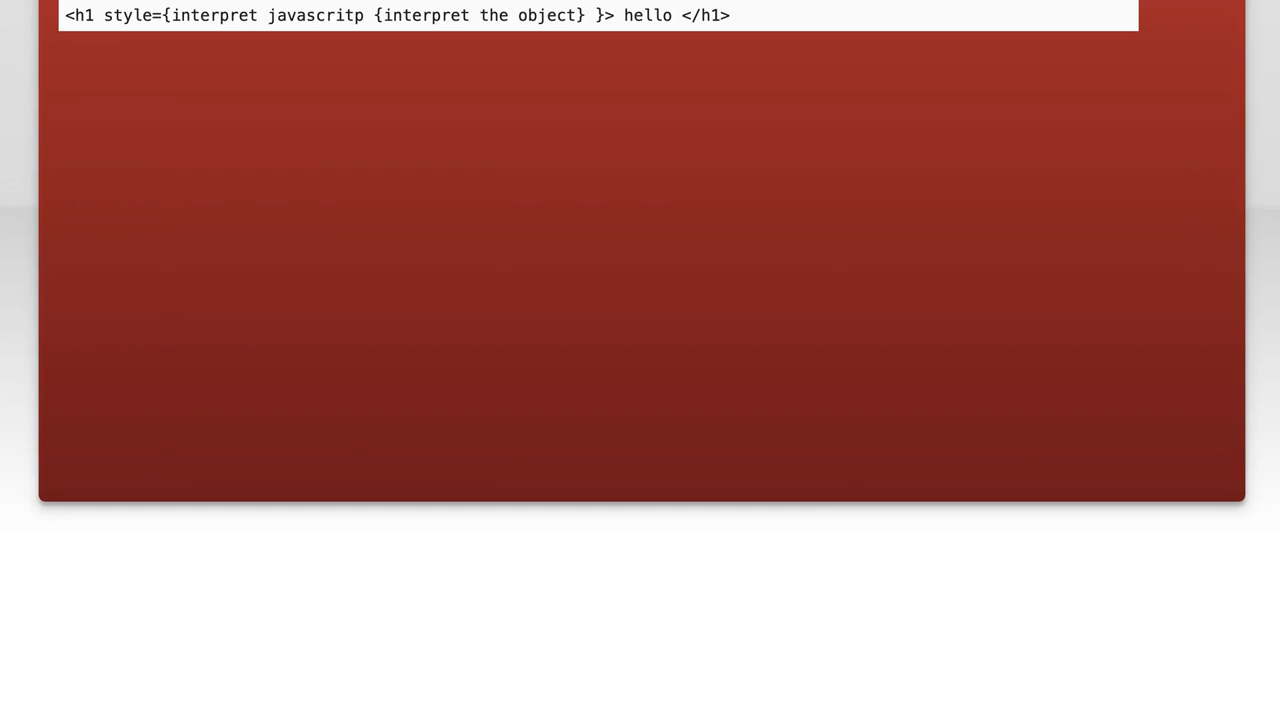 <h1 style={interpret javascritp {interpret the object} }> hello </h1>